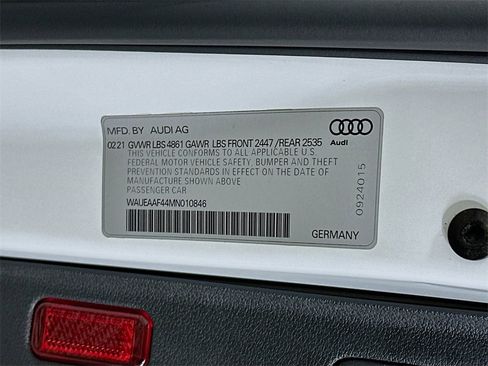 MFD. BY AUDI AG
0221 GVWR LBS 4861 GAWR LBS FRONT 2447 /REAR 2535
THIS VEHICLE CONFORMS TO ALL APPLICABLE U.S
FEDERAL MOTOR VEHICLE SAFETY, BUMPER AND THEFT
PREVENTION STANDARDS IN EFFECT ON THE DATE OF
MANUFACTURE SHOWN ABOVE
PASSENGER CAR
WAUEAAF44MN010846
Audi
0924015
GERMANY